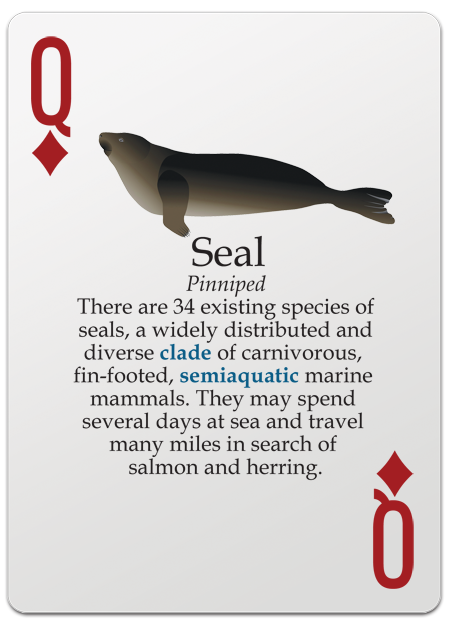 Q
Seal
Pinniped
There are 34 existing species of
seals, a widely distributed and
diverse clade of carnivorous,
fin-footed, semiaquatic marine
mammals. They may spend
several days at sea and travel
many miles in search of
salmon and herring.
Q